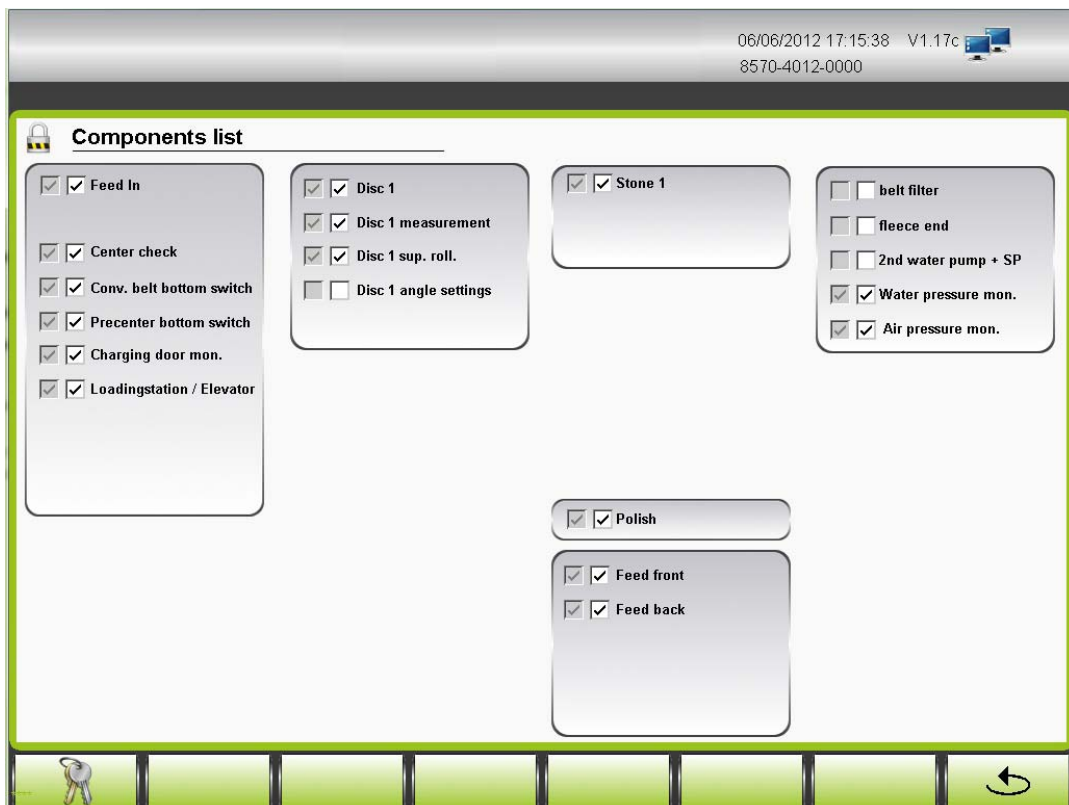 06/06/2012 17:15:38 V1.17c
8570-4012-0000
Components list
Feed In
Center check
Conv. belt bottom switch
Precenter bottom switch
Charging door mon.
Loadingstation / Elevator
Disc 1
Disc 1 measurement
Disc 1 sup. roll.
Disc 1 angle settings
Stone 1
Polish
Feed front
Feed back
belt filter
fleece end
2nd water pump + SP
Water pressure mon.
Air pressure mon.